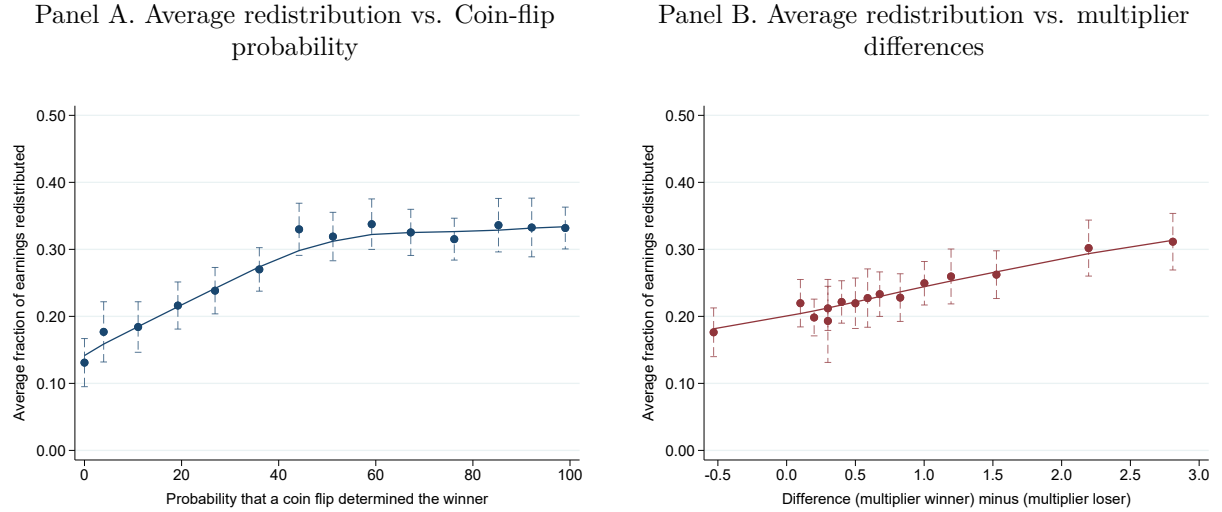 Panel A. Average redistribution vs. Coin-flip
probability
Average fraction of earnings redistributed
0.50
0.40
0.30
0.20
0.10
0.00
0 20 40 60 80 100
Probability that a coin flip determined the winner
Panel B. Average redistribution vs. multiplier
differences
Average fraction of earnings redistributed
0.50
0.40
0.30
0.20
0.10
0.00
-0.5 0.0 0.5 1.0 1.5 2.0 2.5 3.0
Difference (multiplier winner) minus (multiplier loser)